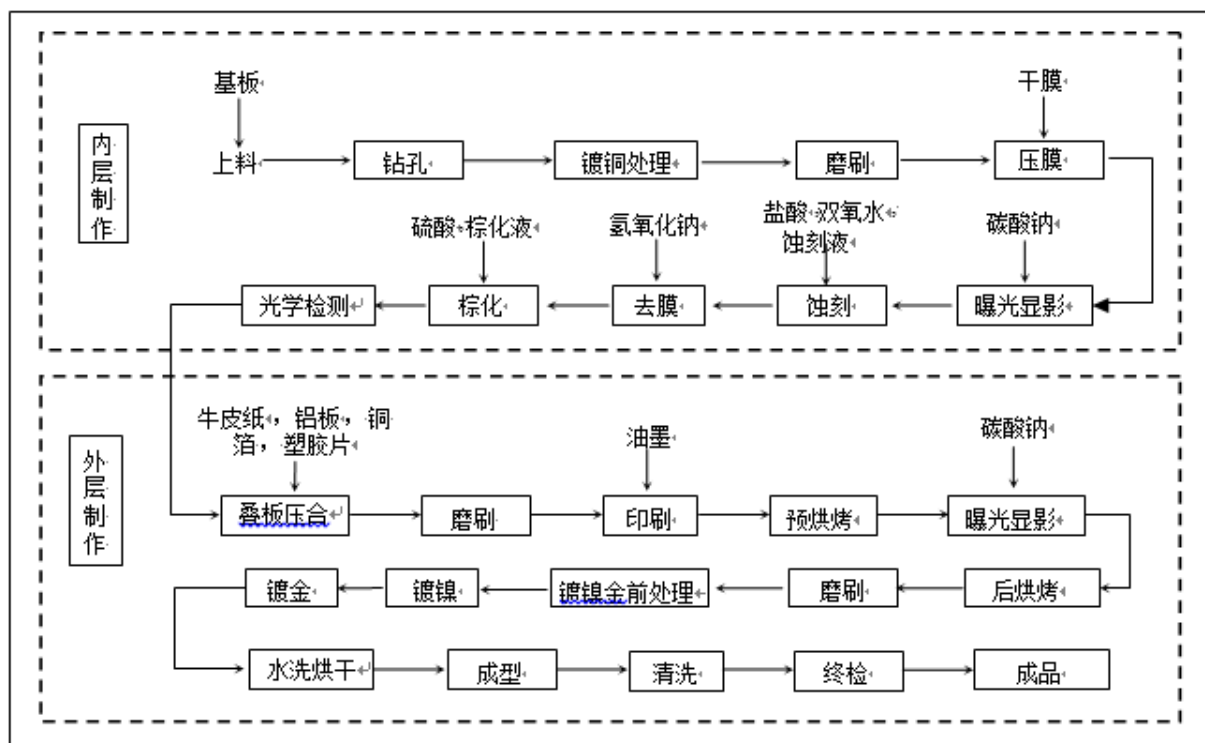 基板
干膜
内层制作
上料
钻孔
镀铜处理
磨刷
压膜
硫酸 棕化液
氢氧化钠
盐酸 双氧水
蚀刻液
碳酸钠
光学检测
棕化
去膜
蚀刻
曝光显影
外层制作
牛皮纸，铝板，铜
箔，塑胶片
油墨
碳酸钠
叠板压合
磨刷
印刷
预烘烤
曝光显影
镀金
镀镍
镀镍金前处理
磨刷
后烘烤
水洗烘干
成型
清洗
终检
成品